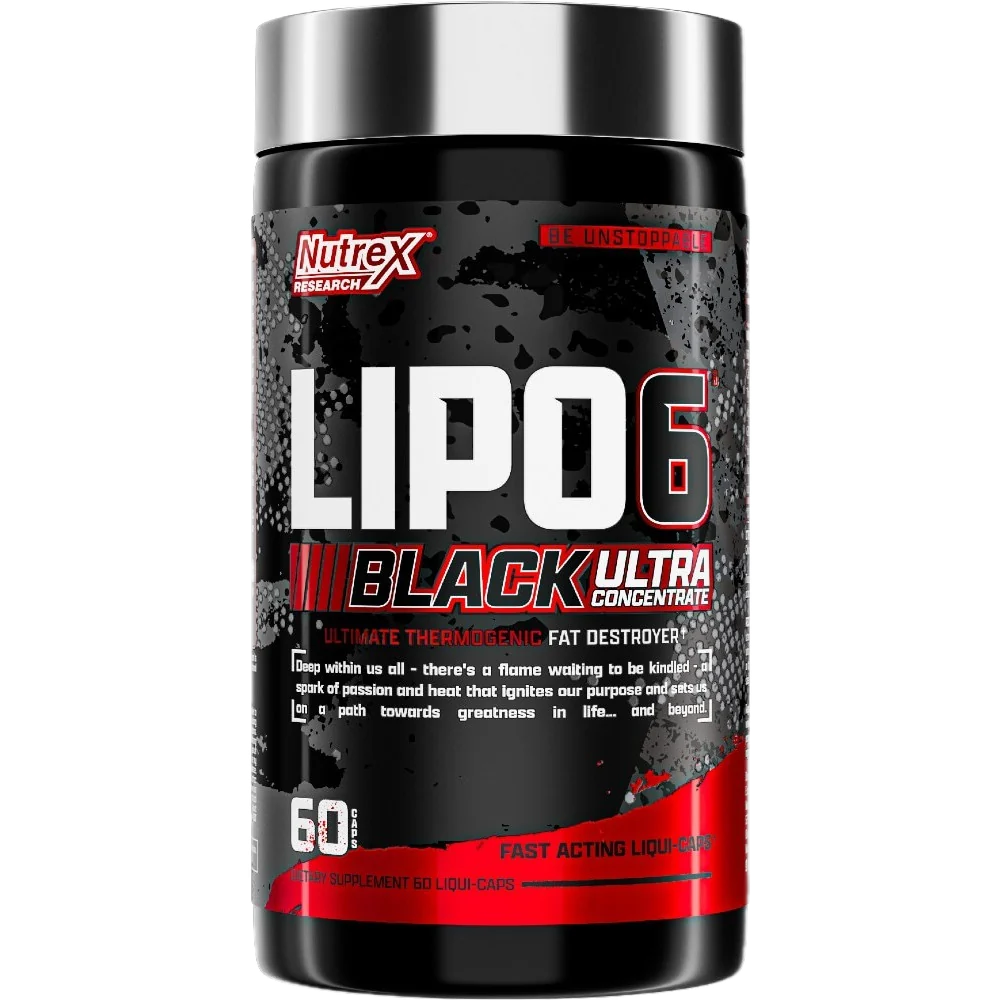 Nutrex®
RESEARCH
BE UNSTOPPABLE
LIPO6
BLACK ULTRA
CONCENTRATE
ULTIMATE THERMOGENIC FAT DESTROYER†
Deep within us all - there's a flame waiting to be kindled - a
spark of passion and heat that ignites our purpose and sets us
on a path towards greatness in life... and beyond.
60 CAPS
FAST ACTING LIQUI-CAPS
DIETARY SUPPLEMENT 60 LIQUI-CAPS